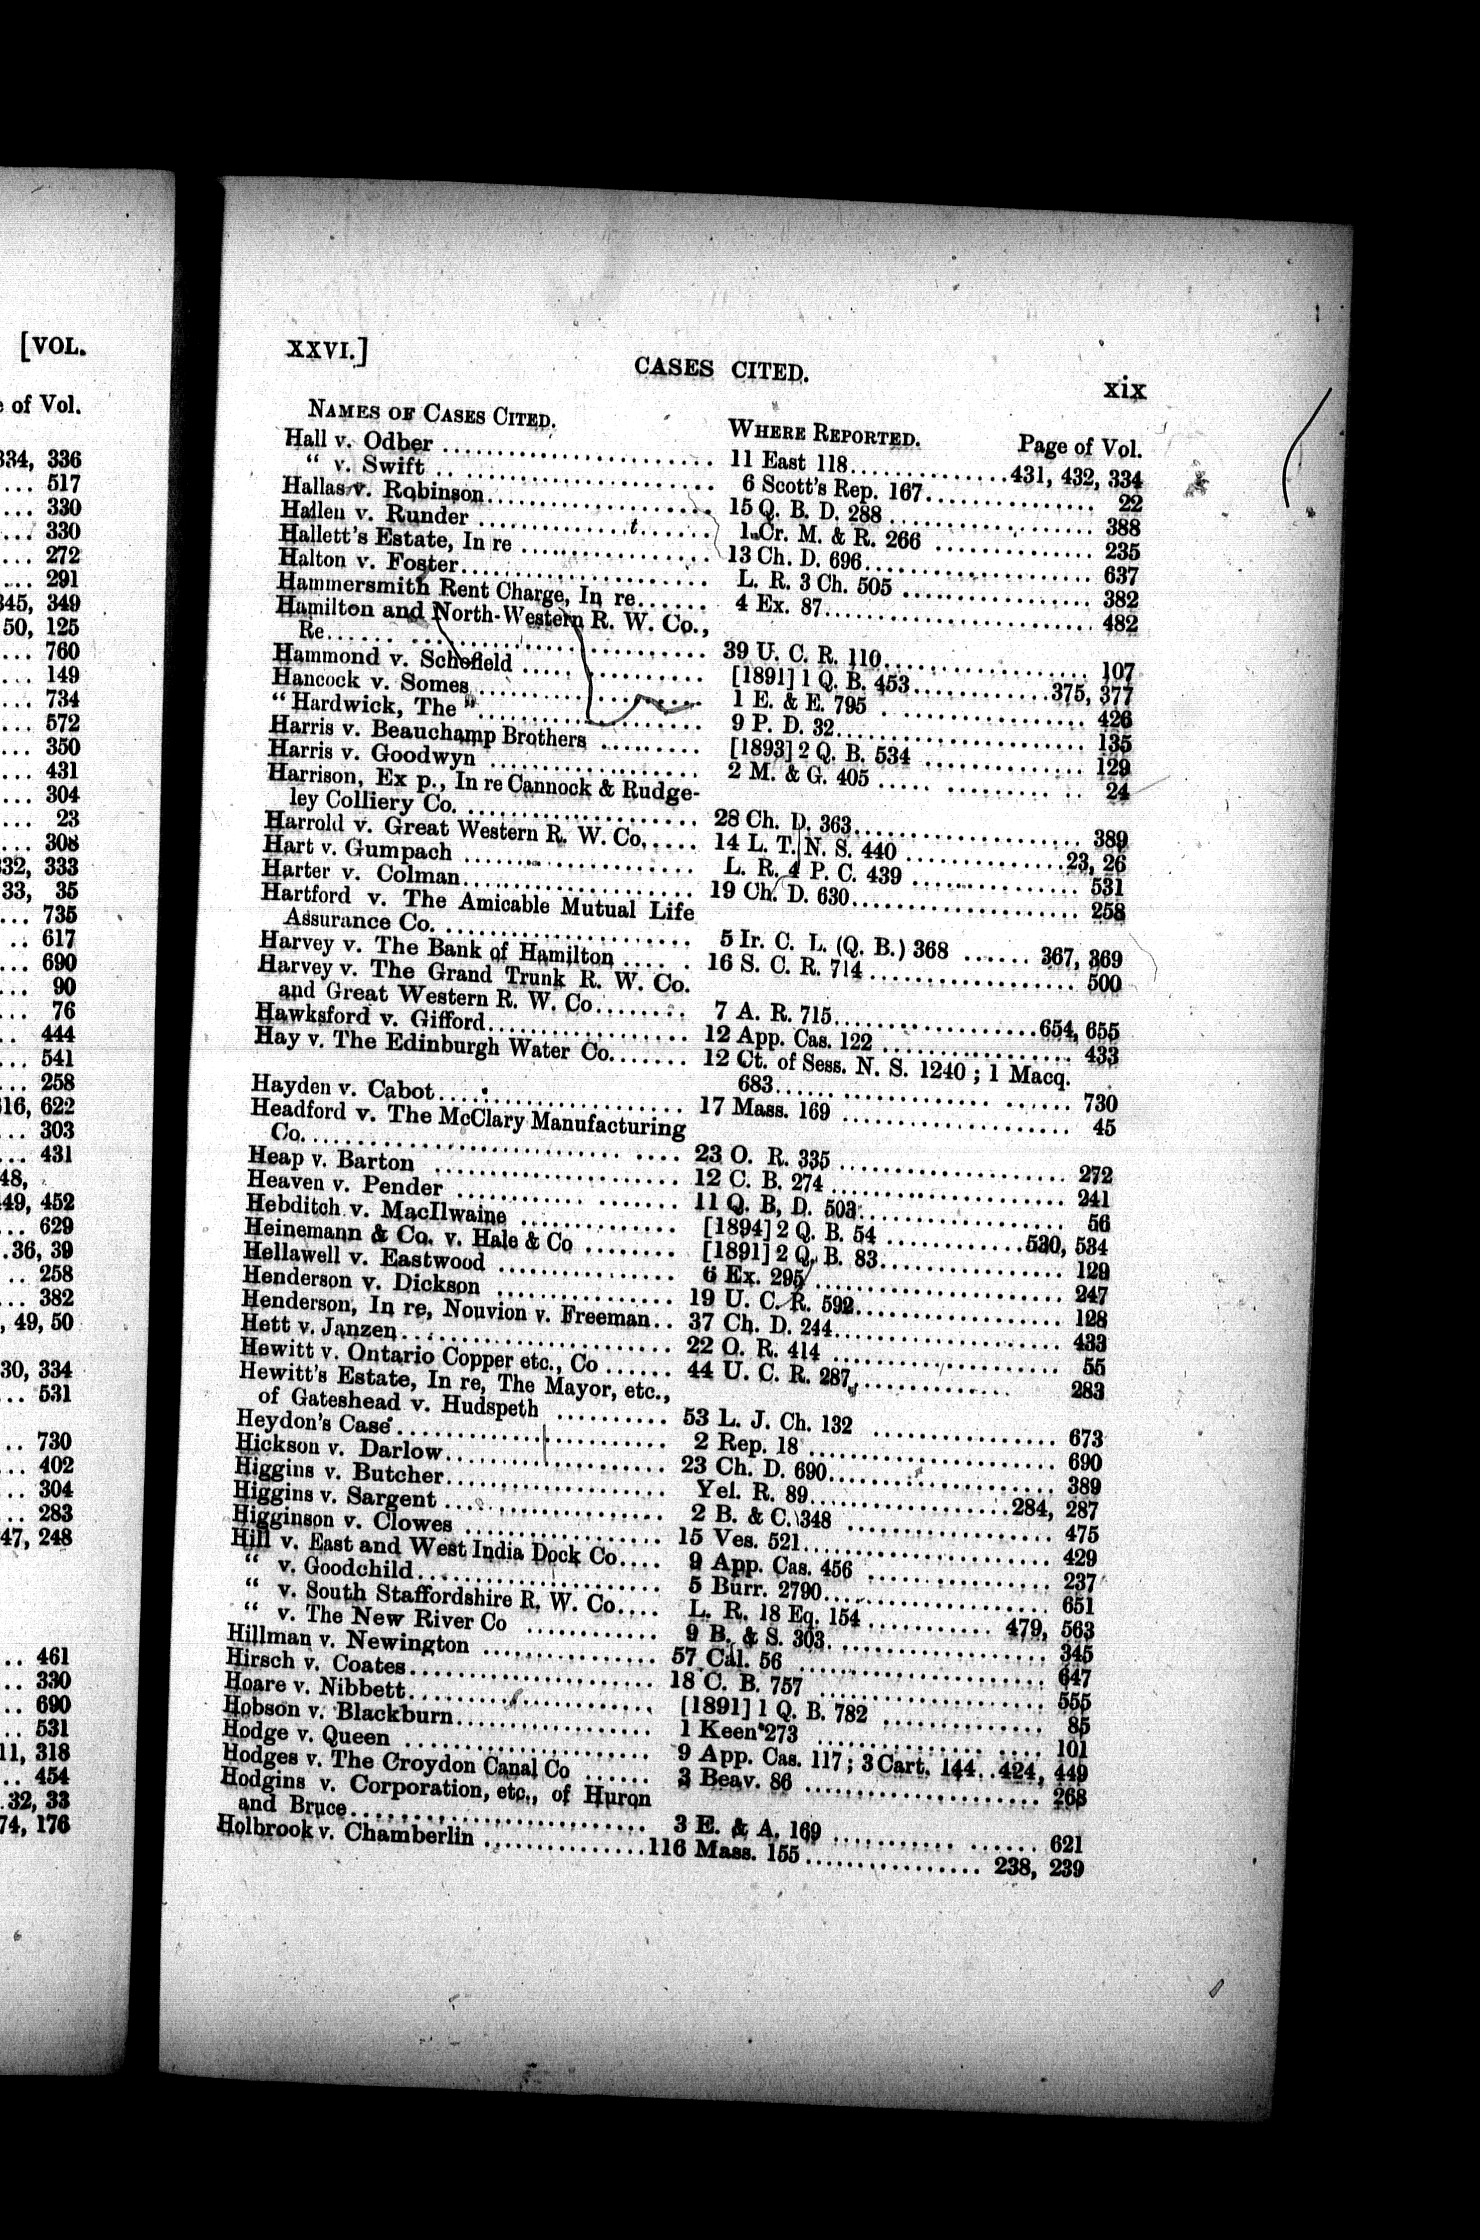 [VOL.
of Vol.
334, 336
... 517
... 330
... 330
... 272
... 291
345, 349
50, 125
... 760
... 149
... 734
... 572
... 350
... 431
... 304
... 23
... 308
332, 333
33, 35
... 735
.. 617
... 690
... 90
... 76
.. 444
... 541
... 258
616, 622
... 303
... 431
48,
449, 452
... 629
.36, 39
.. 258
... 382
, 49, 50
30, 334
... 531
.. 730
... 402
... 304
... 283
47, 248
.. 461
.. 330
.. 690
.. 531
11, 318
.. 454
.32, 33
74, 176
XXVI.] CASES CITED. xix
NAMES OF CASES CITED. WHERE REPORTED. Page of Vol.
Hall v. Odber .......... 11 East 118.......... 431, 432, 334
“ v. Swift .......... 6 Scott's Rep. 167.......... 22
Hallas v. Robinson.......... 15 Q. B. D. 288 .......... 388
Hallen v. Runder .......... 1 Cr. M. & R. 266 .......... 235
Hallett's Estate, In re .......... 13 Ch. D. 696.......... 637
Halton v. Foster.......... L. R. 3 Ch. 505 .......... 382
Hammersmith Rent Charge, In re...... 4 Ex. 87.......... 482
Hamilton and North-Western R. W. Co.,
Re.......... 39 U. C. R. 110.......... 107
Hammond v. Schofield .......... [1891] 1 Q. B. 453.......... 375, 377
Hancock v. Somes .......... 1 E. & E. 795 .......... 426
“Hardwick, The”.......... 9 P. D. 32.......... 135
Harris v. Beauchamp Brothers .......... [1893] 2 Q. B. 534 .......... 129
Harris v. Goodwyn .......... 2 M. & G. 405 .......... 24
Harrison, Ex p., In re Cannock & Rudge-
ley Colliery Co. .......... 28 Ch. D. 363.......... 389
Harrold v. Great Western R. W. Co..... 14 L. T. N. S. 440 .......... 23, 26
Hart v. Gumpach .......... L. R. 4 P. C. 439 .......... 531
Harter v. Colman.......... 19 Ch. D. 630.......... 258
Hartford v. The Amicable Mutual Life
Assurance Co........... 5 Ir. C. L. (Q. B.) 368 ...... 367, 369
Harvey v. The Bank of Hamilton ..... 16 S. C. R. 714 .......... 500
Harvey v. The Grand Trunk R. W. Co.
and Great Western R. W. Co........ 7 A. R. 715.......... 654, 655
Hawksford v. Gifford.......... 12 App. Cas. 122 .......... 433
Hay v. The Edinburgh Water Co....... 12 Ct. of Sess. N. S. 1240 ; 1 Macq.
683.......... 730
Hayden v. Cabot.......... 17 Mass. 169 .......... 45
Headford v. The McClary Manufacturing
Co........... 23 O. R. 335 .......... 272
Heap v. Barton .......... 12 C. B. 274 .......... 241
Heaven v. Pender .......... 11 Q. B, D. 503.......... 56
Hebditch v. MacIlwaine .......... [1894] 2 Q. B. 54 .......... 530, 534
Heinemann & Co. v. Hale & Co ........ [1891] 2 Q. B. 83.......... 129
Hellawell v. Eastwood .......... 6 Ex. 295 .......... 247
Henderson v. Dickson .......... 19 U. C. R. 592.......... 128
Henderson, In re, Nouvion v. Freeman.. 37 Ch. D. 244.......... 433
Hett v. Janzen.......... 22 O. R. 414 .......... 55
Hewitt v. Ontario Copper etc., Co ...... 44 U. C. R. 287.......... 283
Hewitt's Estate, In re, The Mayor, etc.,
of Gateshead v. Hudspeth .......... 53 L. J. Ch. 132 .......... 673
Heydon's Case.......... 2 Rep. 18 .......... 690
Hickson v. Darlow.......... 23 Ch. D. 690.......... 389
Higgins v. Butcher.......... Yel. R. 89.......... 284, 287
Higgins v. Sargent .......... 2 B. & C. 348 .......... 475
Higginson v. Clowes .......... 15 Ves. 521.......... 429
Hill v. East and West India Dock Co.... 9 App. Cas. 456 .......... 237
“ v. Goodchild.......... 5 Burr. 2790.......... 651
“ v. South Staffordshire R. W. Co.... L. R. 18 Eq. 154 .......... 479, 563
“ v. The New River Co .......... 9 B. & S. 303.......... 345
Hillman v. Newington .......... 57 Cal. 56 .......... 647
Hirsch v. Coates.......... 18 C. B. 757 .......... 555
Hoare v. Nibbett.......... [1891] 1 Q. B. 782 .......... 85
Hobson v. Blackburn.......... 1 Keen 273 .......... 101
Hodge v. Queen .......... 9 App. Cas. 117 ; 3 Cart. 144..424, 449
Hodges v. The Croydon Canal Co ...... 3 Beav. 86 .......... 268
Hodgins v. Corporation, etc., of Huron
and Bruce.......... 3 E. & A. 169 .......... 621
Holbrook v. Chamberlin .......... 116 Mass. 155.......... 238, 239